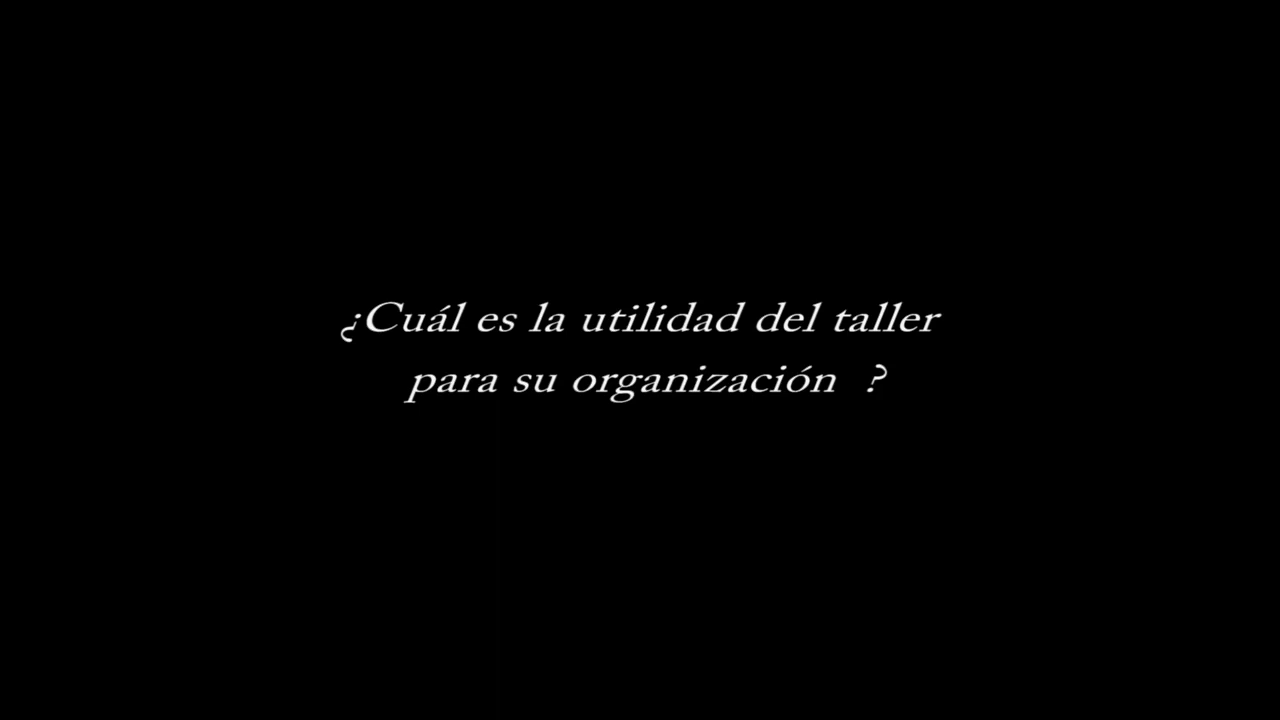 ¿Cuál es la utilidad del taller
para su organización  ?